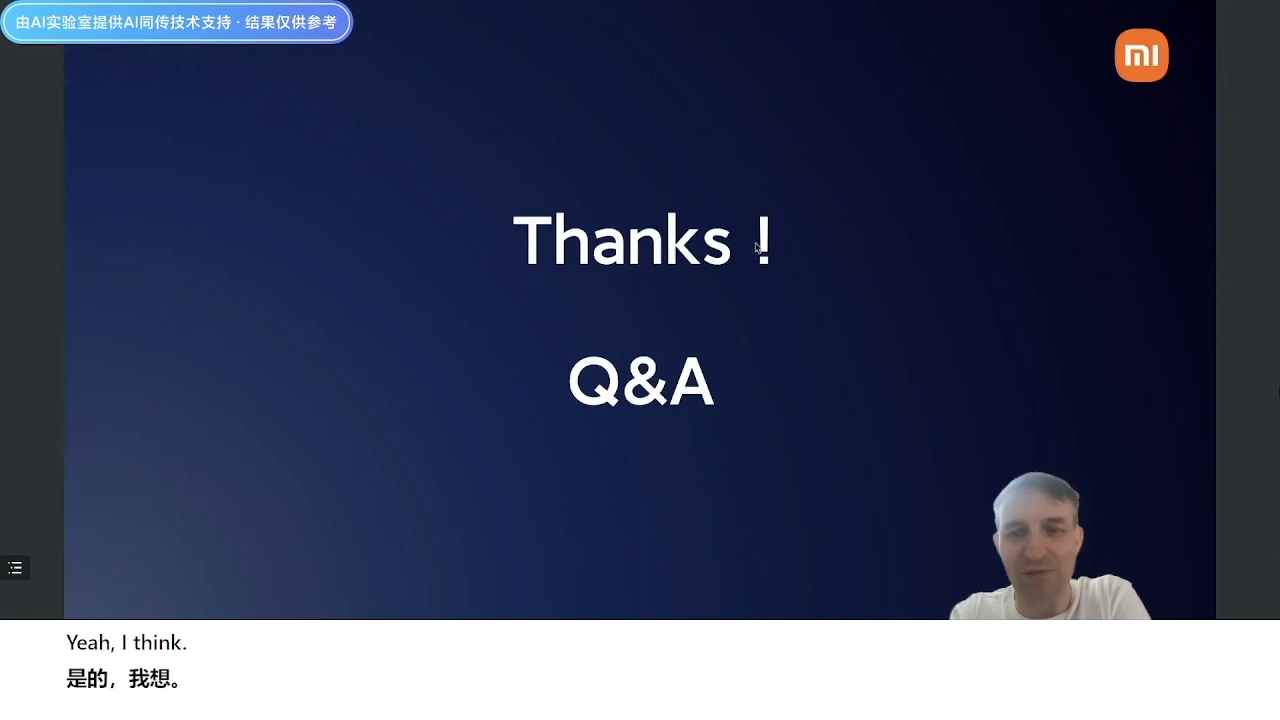 由AI实验室提供AI同传技术支持 · 结果仅供参考
mi
Thanks !
Q&A
Yeah, I think.
是的，我想。